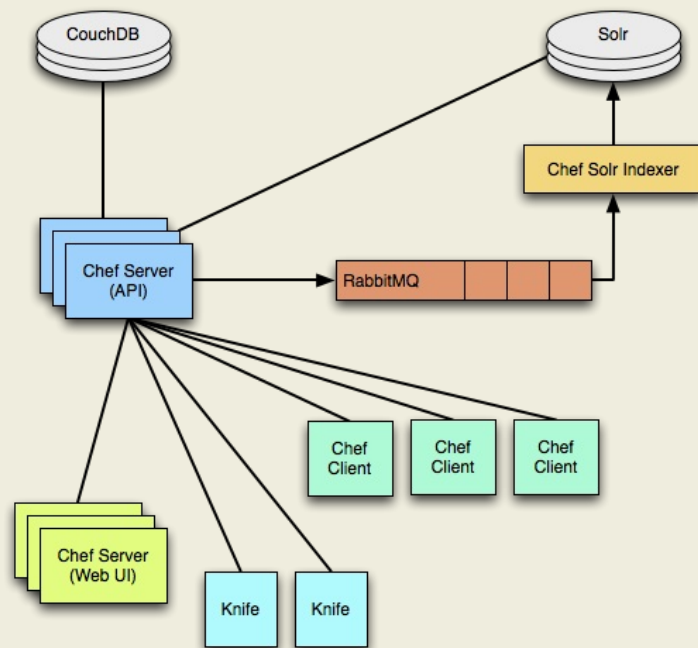 CouchDB
Solr
Chef Solr Indexer
Chef Server
(API)
RabbitMQ
Chef
Client
Chef
Client
Chef
Client
Chef Server
(Web UI)
Knife
Knife